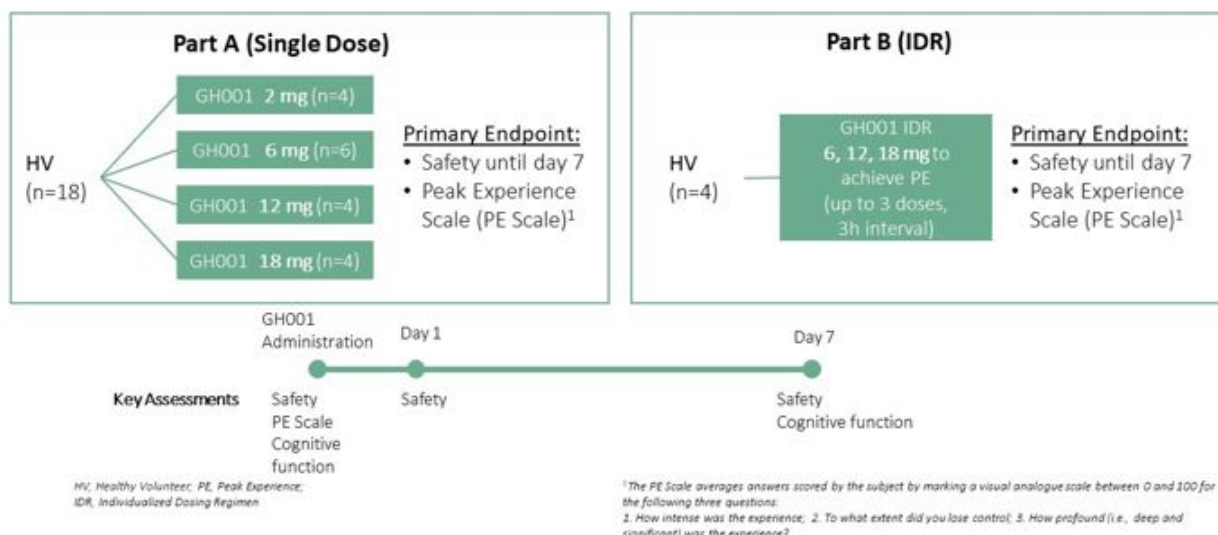 Part A (Single Dose)
HV
(n=18)
GH001 2 mg (n=4)
GH001 6 mg (n=6)
GH001 12 mg (n=4)
GH001 18 mg (n=4)
Primary Endpoint:
• Safety until day 7
• Peak Experience
Scale (PE Scale)1
Part B (IDR)
HV
(n=4)
GH001 IDR
6, 12, 18 mg to
achieve PE
(up to 3 doses,
3h interval)
Primary Endpoint:
• Safety until day 7
• Peak Experience
Scale (PE Scale)1
GH001
Administration
Day 1
Day 7
Key Assessments
Safety
PE Scale
Cognitive
function
Safety
Safety
Cognitive function
HV, Healthy Volunteer; PE, Peak Experience;
IDR, Individualized Dosing Regimen
1The PE Scale averages answers scored by the subject by marking a visual analogue scale between 0 and 100 for
the following three questions:
1. How intense was the experience; 2. To what extent did you lose control; 3. How profound (i.e., deep and
significant) was the experience?